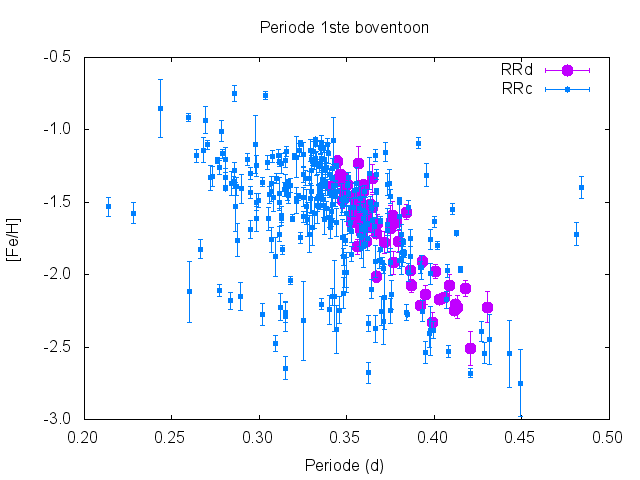 Periode 1ste boventoon
-0.5
RRd
RRc
-1.0
-1.5
[Fe/H]
-2.0
-2.5
-3.0
0.20 0.25 0.30 0.35 0.40 0.45 0.50
Periode (d)